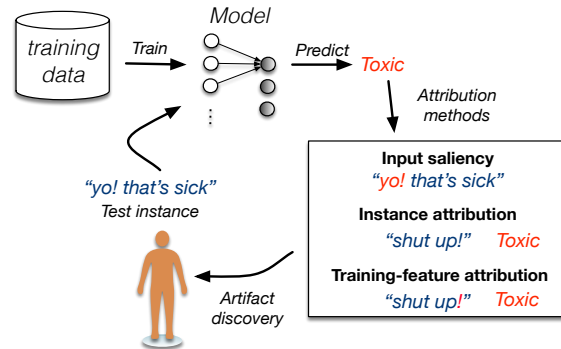 Model
training
data
Train
Predict
Toxic
Attribution
methods
⋮
Input saliency
“yo! that’s sick”
“yo! that’s sick”
Test instance
Instance attribution
“shut up!” Toxic
Training-feature attribution
“shut up!” Toxic
Artifact
discovery